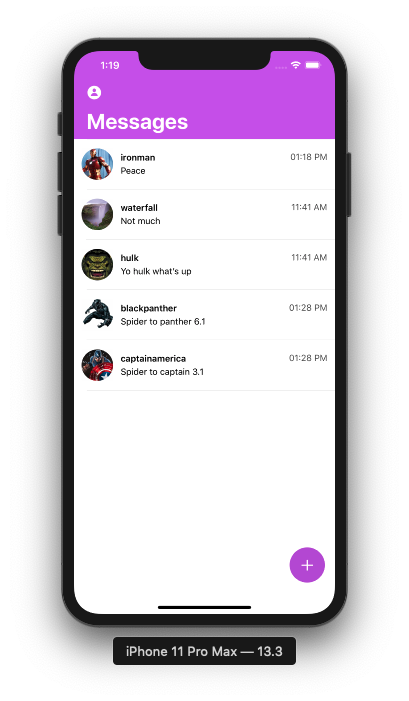 1:19
Messages
ironman 01:18 PM
Peace
waterfall 11:41 AM
Not much
hulk 11:41 AM
Yo hulk what's up
blackpanther 01:28 PM
Spider to panther 6.1
captainamerica 01:28 PM
Spider to captain 3.1
iPhone 11 Pro Max — 13.3